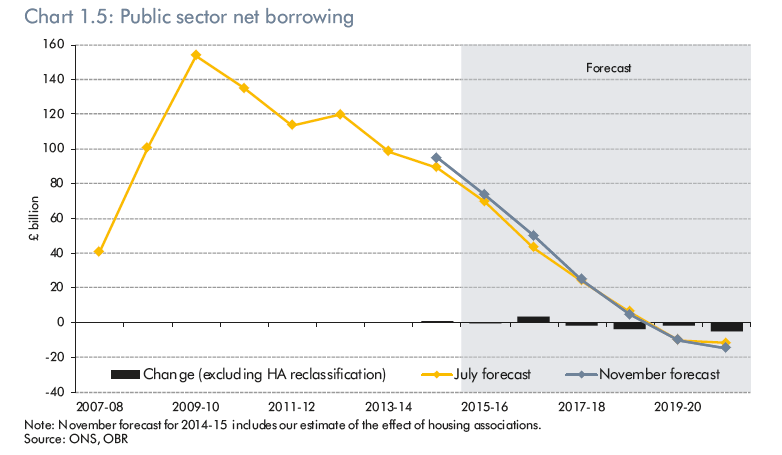 Chart 1.5: Public sector net borrowing
160
140
120
100
80
60
40
20
0
-20
-40
£ billion
Forecast
Change (excluding HA reclassification) July forecast November forecast
2007-08 2009-10 2011-12 2013-14 2015-16 2017-18 2019-20
Note: November forecast for 2014-15 includes our estimate of the effect of housing associations.
Source: ONS, OBR